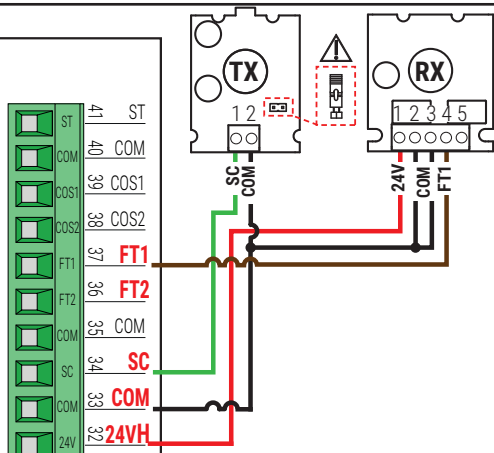 TX
RX
1 2
1 2 3 4 5
SC
COM
24V
COM
FT1
ST 41 ST
COM 40 COM
COS1 39 COS1
COS2 38 COS2
FT1 37 FT1
FT2 36 FT2
COM 35 COM
SC 34 SC
COM 33 COM
24V 32 24VH